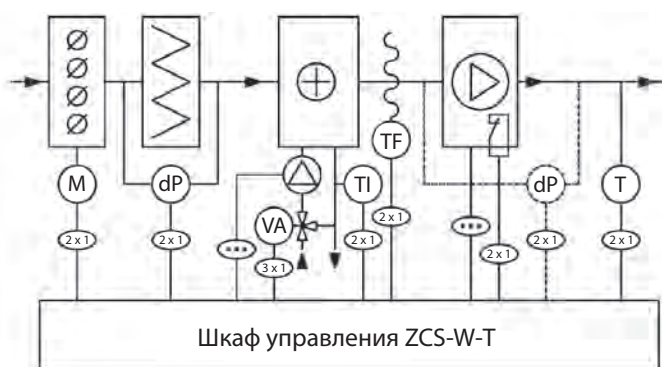 TF
M
dP
TI
dP
T
VA
2 x 1
2 x 1
•••
3 x 1
2 x 1
2 x 1
•••
2 x 1
2 x 1
2 x 1
Шкаф управления ZCS-W-T